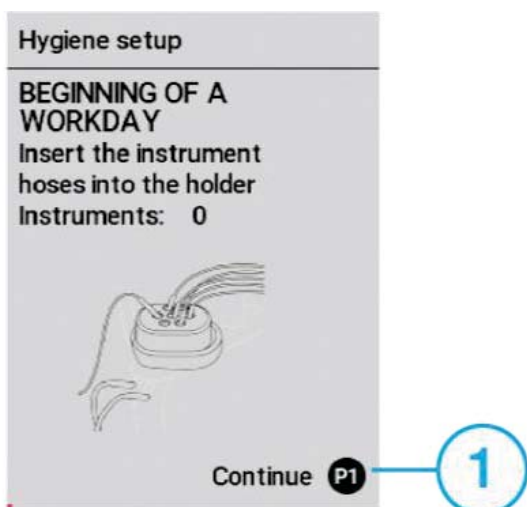 Hygiene setup
BEGINNING OF A
WORKDAY
Insert the instrument
hoses into the holder
Instruments: 0
Continue P1
1